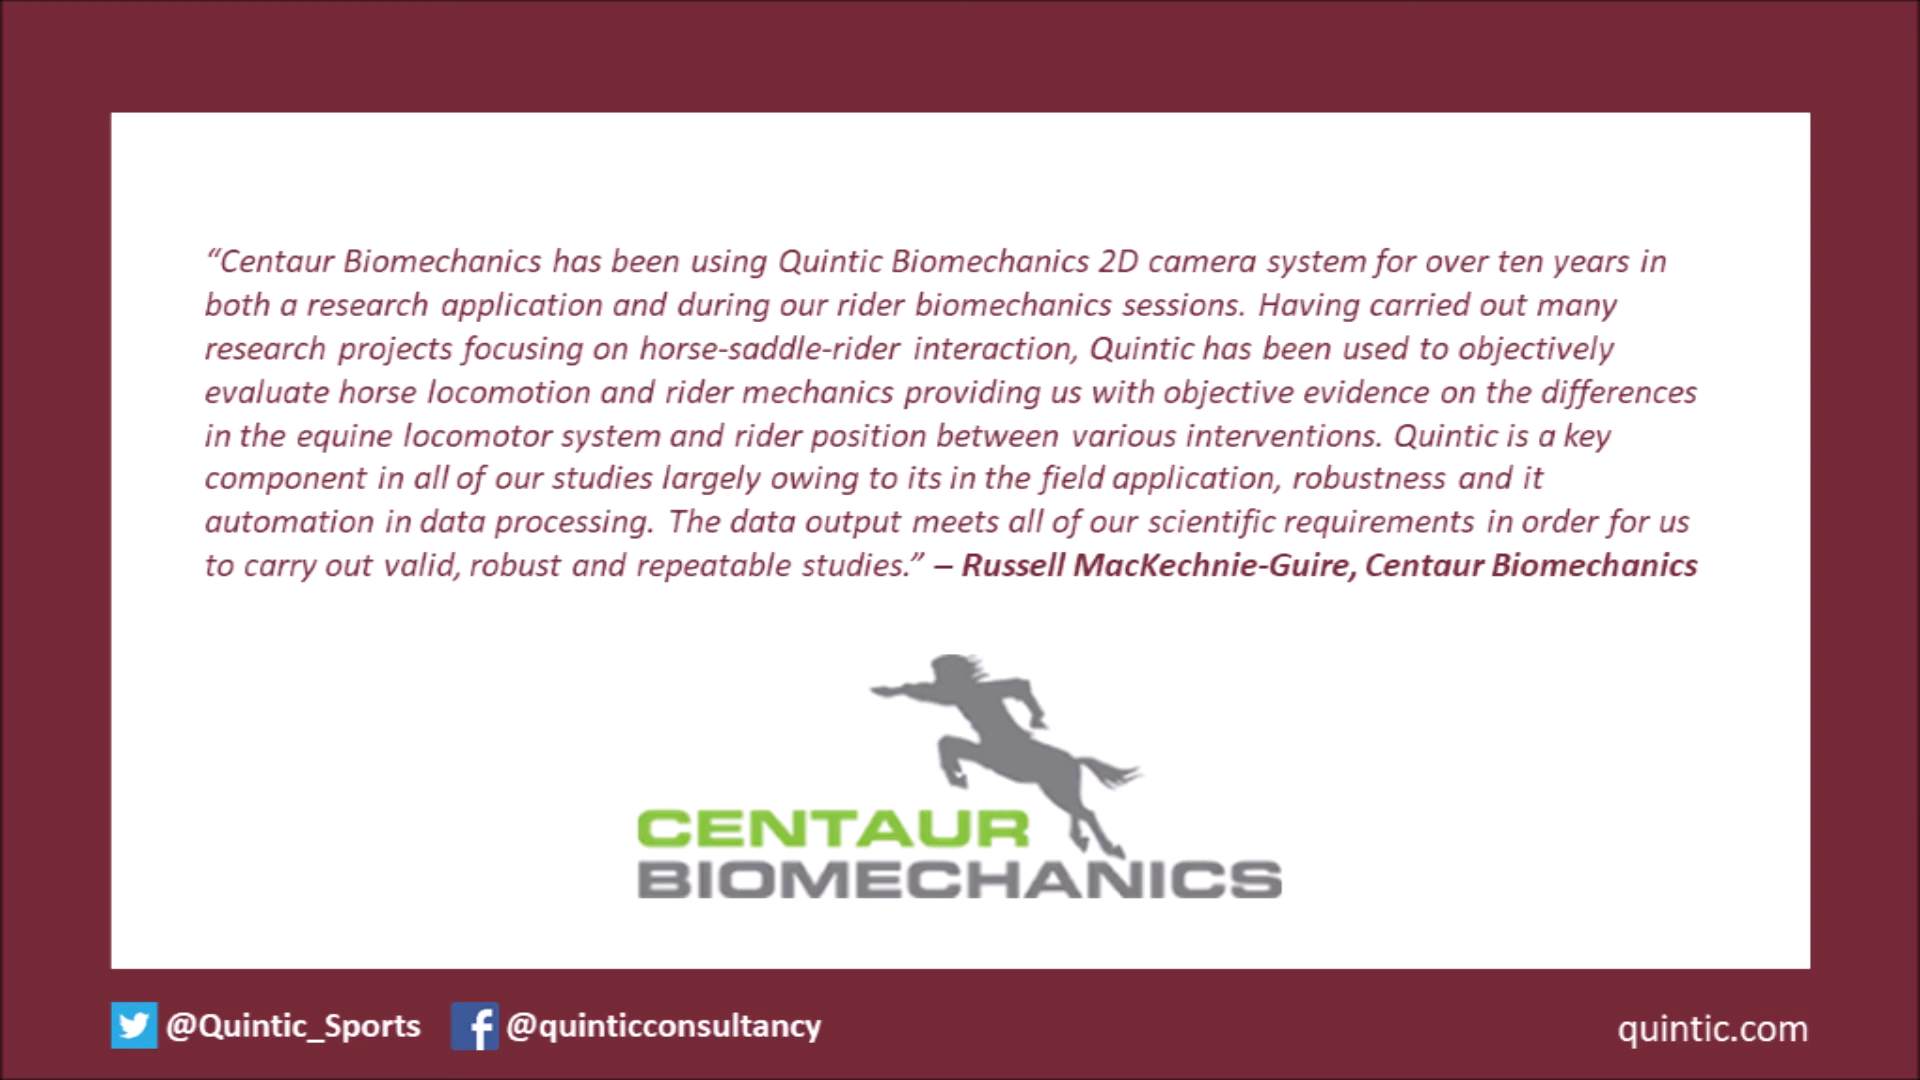 “Centaur Biomechanics has been using Quintic Biomechanics 2D camera system for over ten years in
both a research application and during our rider biomechanics sessions. Having carried out many
research projects focusing on horse-saddle-rider interaction, Quintic has been used to objectively
evaluate horse locomotion and rider mechanics providing us with objective evidence on the differences
in the equine locomotor system and rider position between various interventions. Quintic is a key
component in all of our studies largely owing to its in the field application, robustness and it
automation in data processing. The data output meets all of our scientific requirements in order for us
to carry out valid, robust and repeatable studies.” – Russell MacKechnie-Guire, Centaur Biomechanics
CENTAUR
BIOMECHANICS
@Quintic_Sports @quinticconsultancy quintic.com